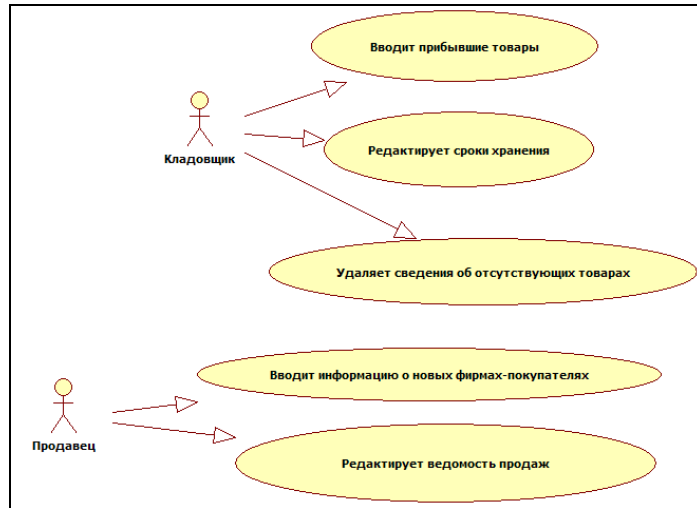 Вводит прибывшие товары
Кладовщик
Редактирует сроки хранения
Удаляет сведения об отсутствующих товарах
Вводит информацию о новых фирмах-покупателях
Продавец
Редактирует ведомость продаж